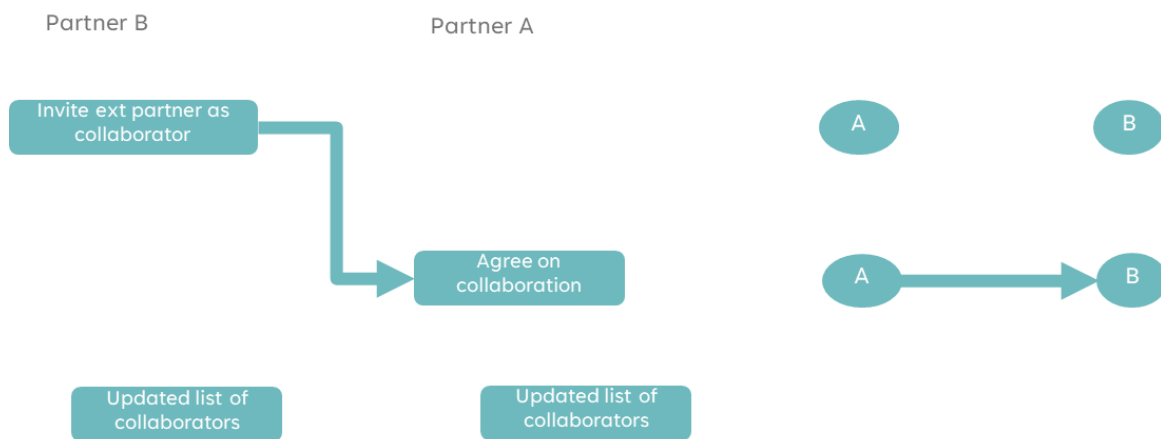 Partner B
Partner A
Invite ext partner as
collaborator
A
B
Agree on
collaboration
A
B
Updated list of
collaborators
Updated list of
collaborators